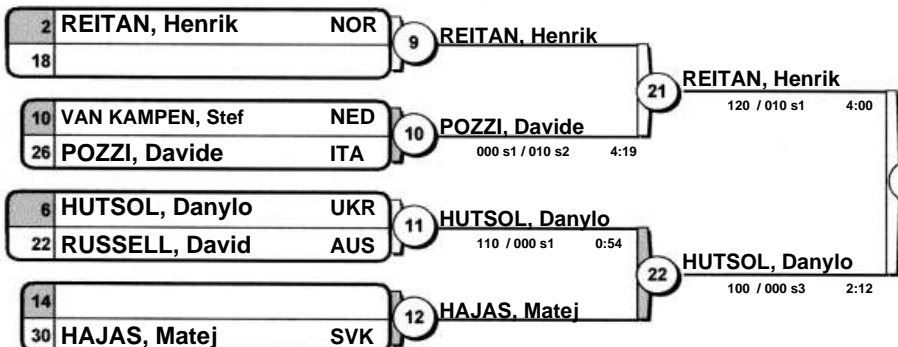 2 REITAN, Henrik NOR
18
9
REITAN, Henrik
10 VAN KAMPEN, Stef NED
26 POZZI, Davide ITA
10
POZZI, Davide
000 s1 / 010 s2 4:19
21
REITAN, Henrik
120 / 010 s1 4:00
6 HUTSOL, Danylo UKR
22 RUSSELL, David AUS
11
HUTSOL, Danylo
110 / 000 s1 0:54
14
30 HAJAS, Matej SVK
12
HAJAS, Matej
22
HUTSOL, Danylo
100 / 000 s3 2:12